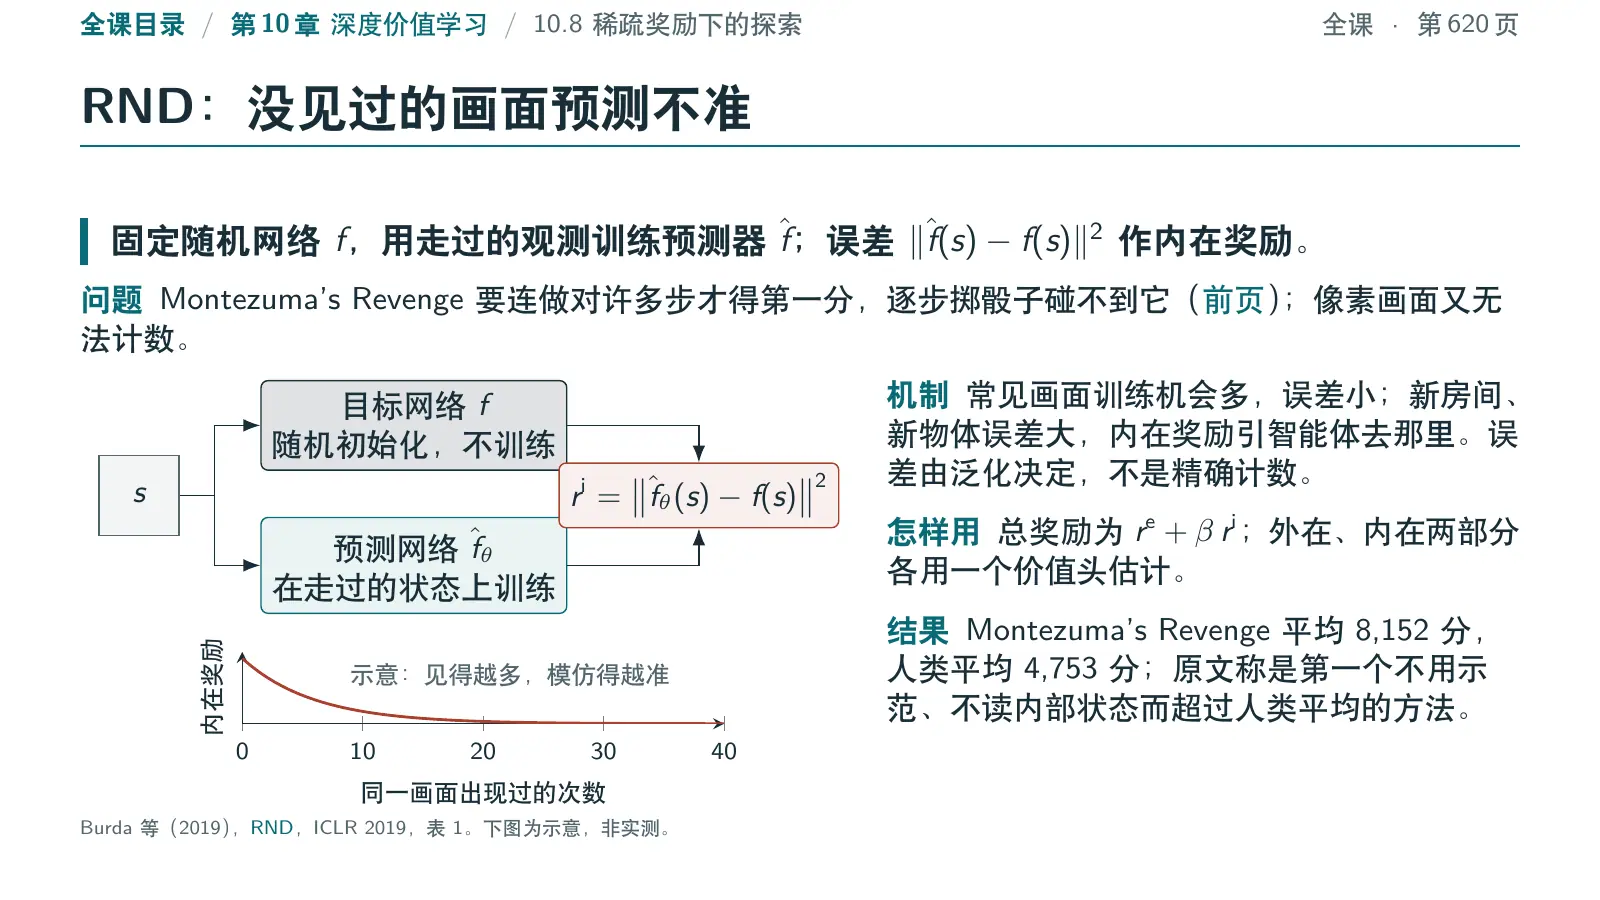 全课目录 / 第 10 章 深度价值学习 / 10.8 稀疏奖励下的探索
全课 · 第 620 页
RND：没见过的画面预测不准
固定随机网络 f，用走过的观测训练预测器 f̂；误差 ‖f̂(s) − f(s)‖² 作内在奖励。
问题 Montezuma's Revenge 要连做对许多步才得第一分，逐步掷骰子碰不到它（前页）；像素画面又无
法计数。
s
目标网络 f
随机初始化，不训练
预测网络 f̂θ
在走过的状态上训练
rⁱ = ‖f̂θ(s) − f(s)‖²
内在奖励
示意：见得越多，模仿得越准
0 10 20 30 40
同一画面出现过的次数
机制 常见画面训练机会多，误差小；新房间、
新物体误差大，内在奖励引智能体去那里。误
差由泛化决定，不是精确计数。
怎样用 总奖励为 rᵉ + β rⁱ；外在、内在两部分
各用一个价值头估计。
结果 Montezuma's Revenge 平均 8,152 分，
人类平均 4,753 分；原文称是第一个不用示
范、不读内部状态而超过人类平均的方法。
Burda 等 (2019)，RND，ICLR 2019，表 1。下图为示意，非实测。